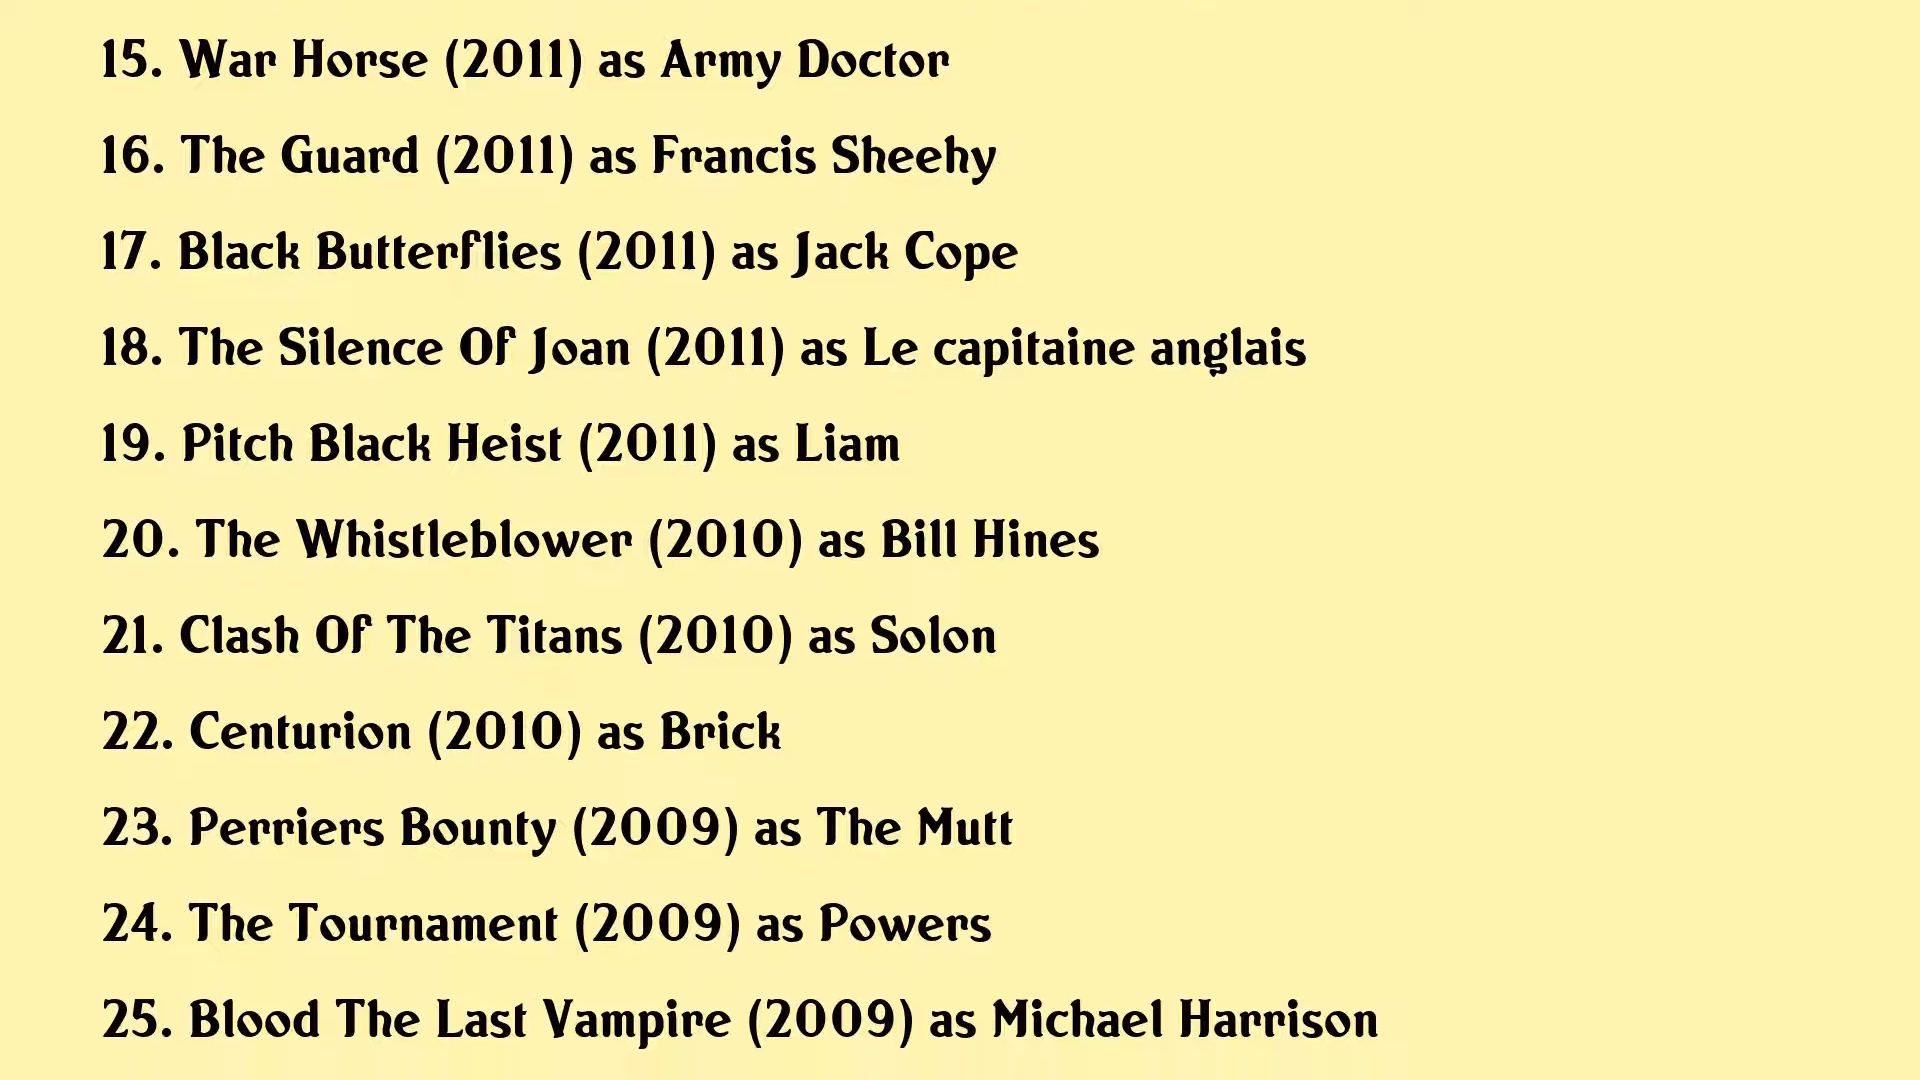 15. War Horse (2011) as Army Doctor
16. The Guard (2011) as Francis Sheehy
17. Black Butterflies (2011) as Jack Cope
18. The Silence Of Joan (2011) as Le capitaine anglais
19. Pitch Black Heist (2011) as Liam
20. The Whistleblower (2010) as Bill Hines
21. Clash Of The Titans (2010) as Solon
22. Centurion (2010) as Brick
23. Perriers Bounty (2009) as The Mutt
24. The Tournament (2009) as Powers
25. Blood The Last Vampire (2009) as Michael Harrison